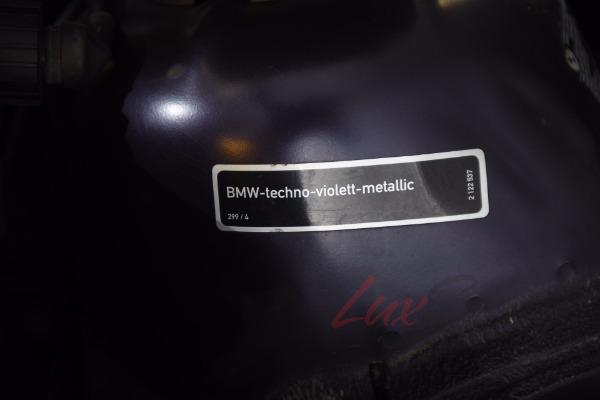 BMW-techno-violett-metallic
299 / 4
2 122 537
Lux